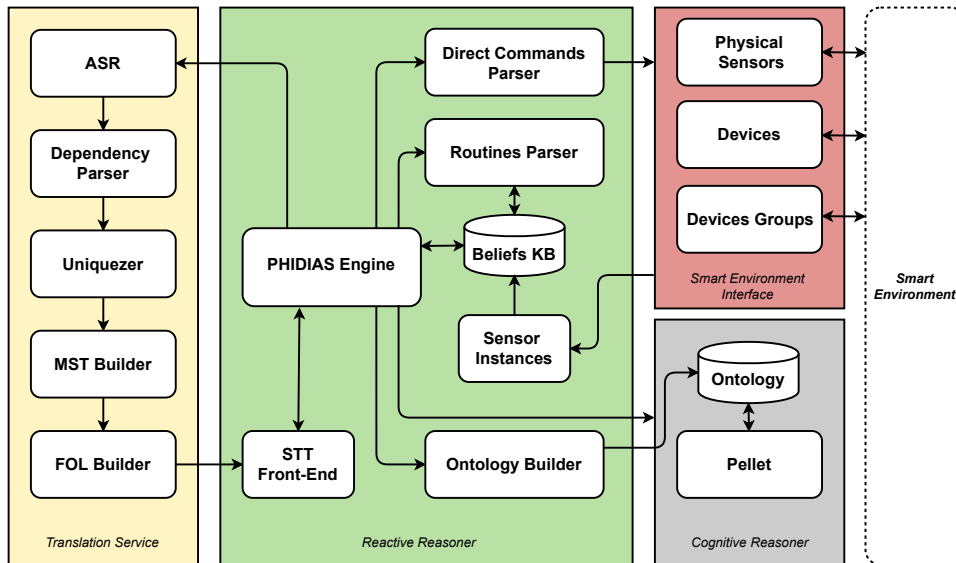 ASR
Dependency
Parser
Uniquezer
MST Builder
FOL Builder
Translation Service
Direct Commands
Parser
Routines Parser
PHIDIAS Engine
Beliefs KB
Sensor
Instances
STT
Front-End
Ontology Builder
Reactive Reasoner
Physical
Sensors
Devices
Devices Groups
Smart Environment
Interface
Ontology
Pellet
Cognitive Reasoner
Smart
Environment